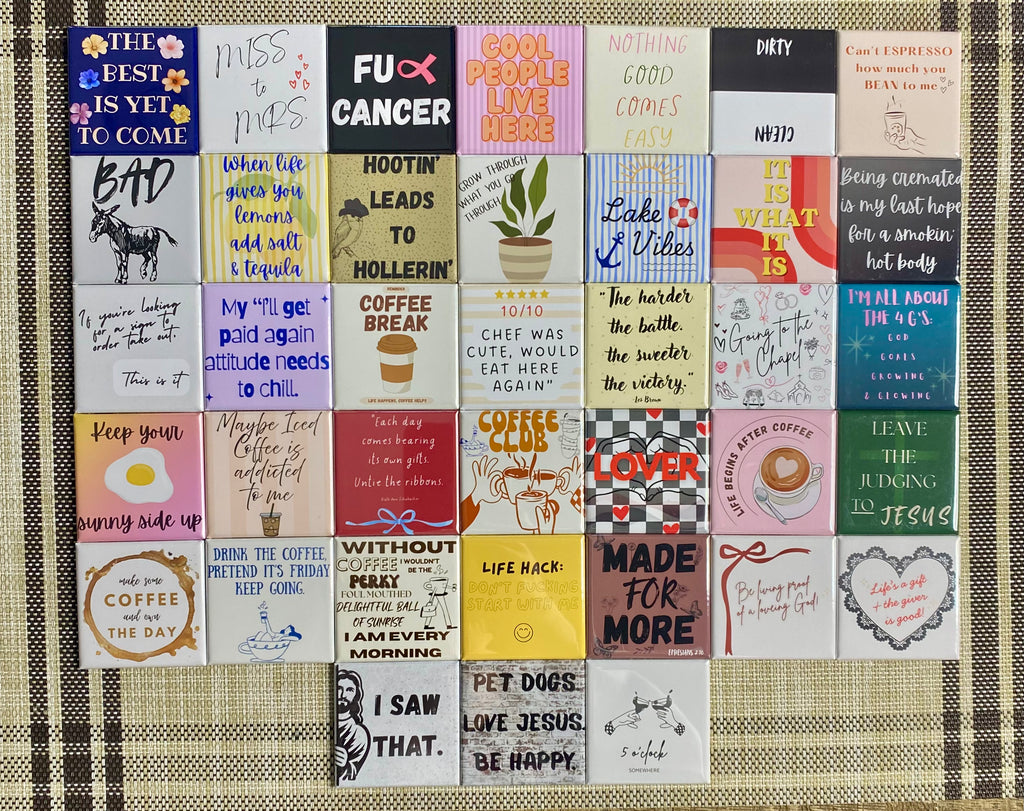 THE
BEST
IS YET
TO COME
MISS
to
MRS.
FU
CANCER
COOL
PEOPLE
LIVE
HERE
NOTHING
GOOD
COMES
EASY
DIRTY
CLEAN
Can't ESPRESSO
how much you
BEAN to me
BAD
When life
gives you
lemons
add salt
& tequila
HOOTIN'
LEADS
TO
HOLLERIN'
GROW THROUGH
WHAT YOU GO
THROUGH
Lake
Vibes
IT
IS
WHAT
IT
IS
Being cremated
is my last hope
for a smokin'
hot body
If you're looking
for a sign to
order take out.
This is it
My "I'll get
paid again
attitude needs
to chill.
REMINDER
COFFEE
BREAK
LIFE HAPPENS, COFFEE HELPS
10/10
CHEF WAS
CUTE, WOULD
EAT HERE
AGAIN"
"The harder
the battle.
the sweeter
the victory."
-Les Brown
Going to the
Chapel
I'M ALL ABOUT
THE 4 G'S:
GOD
GOALS
GROWING
& GLOWING
Keep your
sunny side up
Maybe Iced
Coffee is
addicted
to me
"Each day
comes bearing
its own gifts.
Untie the ribbons.
COFFEE
CLUB
LOVER
LIFE BEGINS AFTER COFFEE
LEAVE
THE
JUDGING
TO JESUS
make some
COFFEE
and own
THE DAY
DRINK THE COFFEE,
PRETEND IT'S FRIDAY
KEEP GOING.
WITHOUT
COFFEE I WOULDN'T
BE THE
PERKY
FOUL MOUTHED
DELIGHTFUL BALL
OF SUNRISE
I AM EVERY
MORNING
LIFE HACK:
DON'T FUCKING
START WITH ME
MADE
FOR
MORE
EPHESIANS 2:10
Be living proof
of a loving God!
Life's a gift
+ the giver
is good!
I SAW
THAT.
PET DOGS.
LOVE JESUS.
BE HAPPY.
5 o'clock
SOMEWHERE